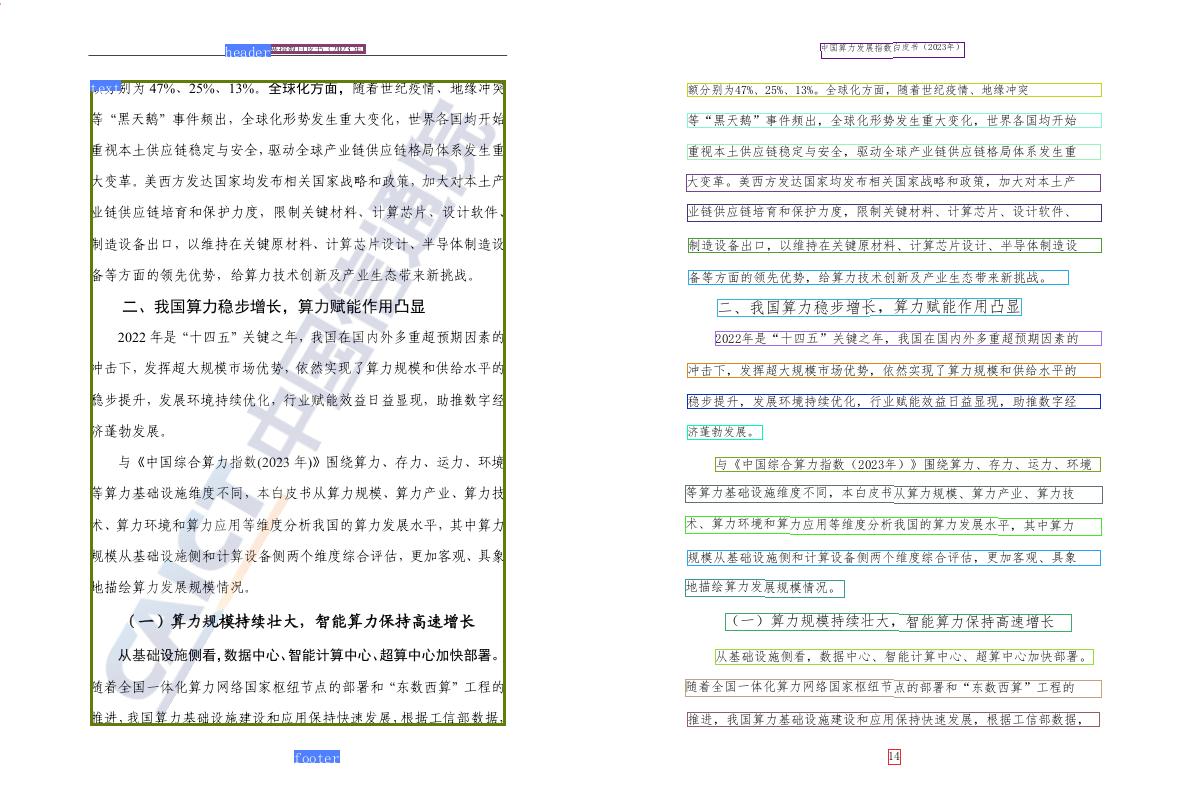 header
text
额分别为 47%、25%、13%。全球化方面，随着世纪疫情、地缘冲突
等“黑天鹅”事件频出，全球化形势发生重大变化，世界各国均开始
重视本土供应链稳定与安全，驱动全球产业链供应链格局体系发生重
大变革。美西方发达国家均发布相关国家战略和政策，加大对本土产
业链供应链培育和保护力度，限制关键材料、计算芯片、设计软件、
制造设备出口，以维持在关键原材料、计算芯片设计、半导体制造设
备等方面的领先优势，给算力技术创新及产业生态带来新挑战。
二、我国算力稳步增长，算力赋能作用凸显
2022 年是“十四五”关键之年，我国在国内外多重超预期因素的
冲击下，发挥超大规模市场优势，依然实现了算力规模和供给水平的
稳步提升，发展环境持续优化，行业赋能效益日益显现，助推数字经
济蓬勃发展。
与《中国综合算力指数(2023 年)》围绕算力、存力、运力、环境
等算力基础设施维度不同，本白皮书从算力规模、算力产业、算力技
术、算力环境和算力应用等维度分析我国的算力发展水平，其中算力
规模从基础设施侧和计算设备侧两个维度综合评估，更加客观、具象
地描绘算力发展规模情况。
（一）算力规模持续壮大，智能算力保持高速增长
从基础设施侧看，数据中心、智能计算中心、超算中心加快部署。
随着全国一体化算力网络国家枢纽节点的部署和“东数西算”工程的
推进，我国算力基础设施建设和应用保持快速发展，根据工信部数据，
footer
CAICT 中国信通院
中国算力发展指数白皮书（2023年）
额分别为47%、25%、13%。全球化方面，随着世纪疫情、地缘冲突
等“黑天鹅”事件频出，全球化形势发生重大变化，世界各国均开始
重视本土供应链稳定与安全，驱动全球产业链供应链格局体系发生重
大变革。美西方发达国家均发布相关国家战略和政策，加大对本土产
业链供应链培育和保护力度，限制关键材料、计算芯片、设计软件、
制造设备出口，以维持在关键原材料、计算芯片设计、半导体制造设
备等方面的领先优势，给算力技术创新及产业生态带来新挑战。
二、我国算力稳步增长，算力赋能作用凸显
2022年是“十四五”关键之年，我国在国内外多重超预期因素的
冲击下，发挥超大规模市场优势，依然实现了算力规模和供给水平的
稳步提升，发展环境持续优化，行业赋能效益日益显现，助推数字经
济蓬勃发展。
与《中国综合算力指数（2023年）》围绕算力、存力、运力、环境
等算力基础设施维度不同，本白皮书从算力规模、算力产业、算力技
术、算力环境和算力应用等维度分析我国的算力发展水平，其中算力
规模从基础设施侧和计算设备侧两个维度综合评估，更加客观、具象
地描绘算力发展规模情况。
（一）算力规模持续壮大，智能算力保持高速增长
从基础设施侧看，数据中心、智能计算中心、超算中心加快部署。
随着全国一体化算力网络国家枢纽节点的部署和“东数西算”工程的
推进，我国算力基础设施建设和应用保持快速发展，根据工信部数据，
14